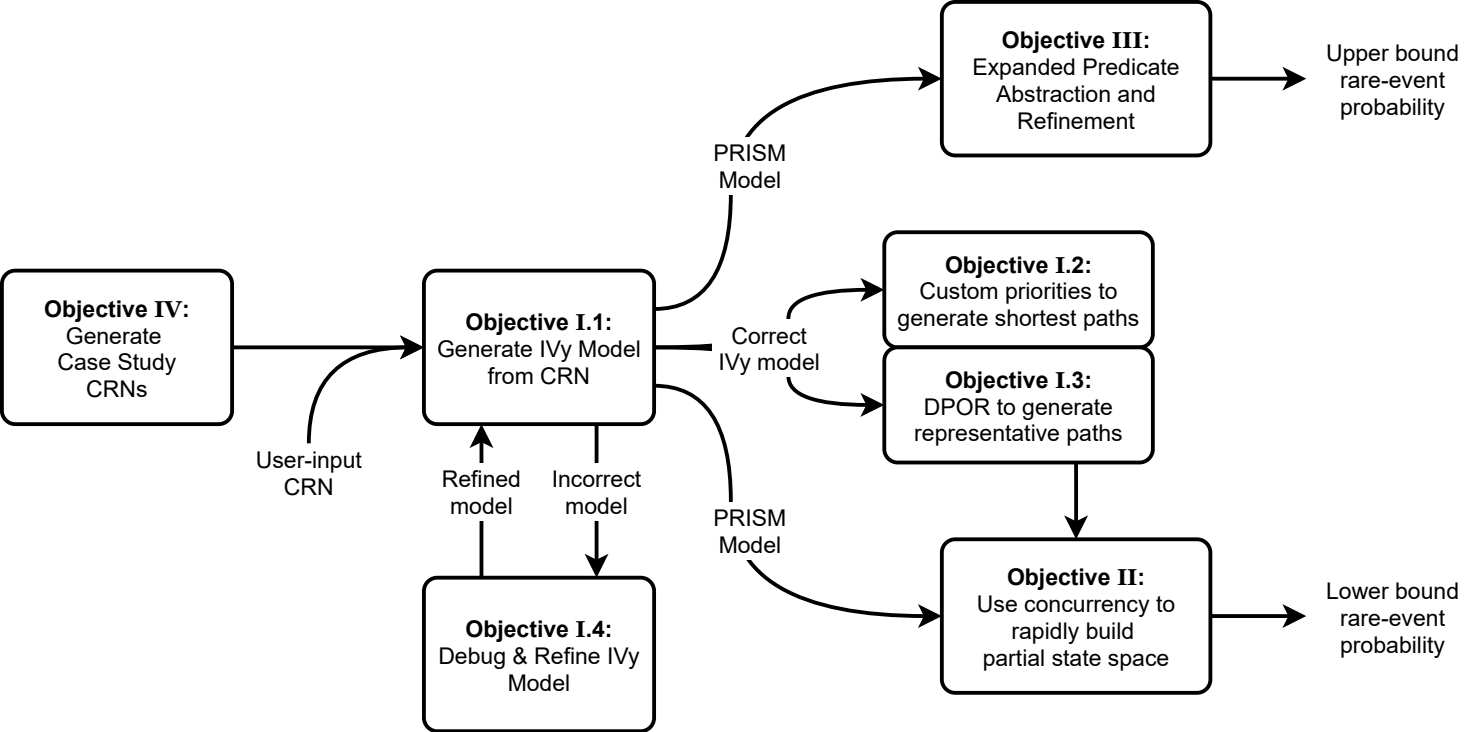 Objective III:
Expanded Predicate
Abstraction and
Refinement
Upper bound
rare-event
probability
PRISM
Model
Objective IV:
Generate
Case Study
CRNs
User-input
CRN
Objective I.1:
Generate IVy Model
from CRN
Correct
IVy model
Objective I.2:
Custom priorities to
generate shortest paths
Objective I.3:
DPOR to generate
representative paths
Refined
model
Incorrect
model
PRISM
Model
Objective I.4:
Debug & Refine IVy
Model
Objective II:
Use concurrency to
rapidly build
partial state space
Lower bound
rare-event
probability